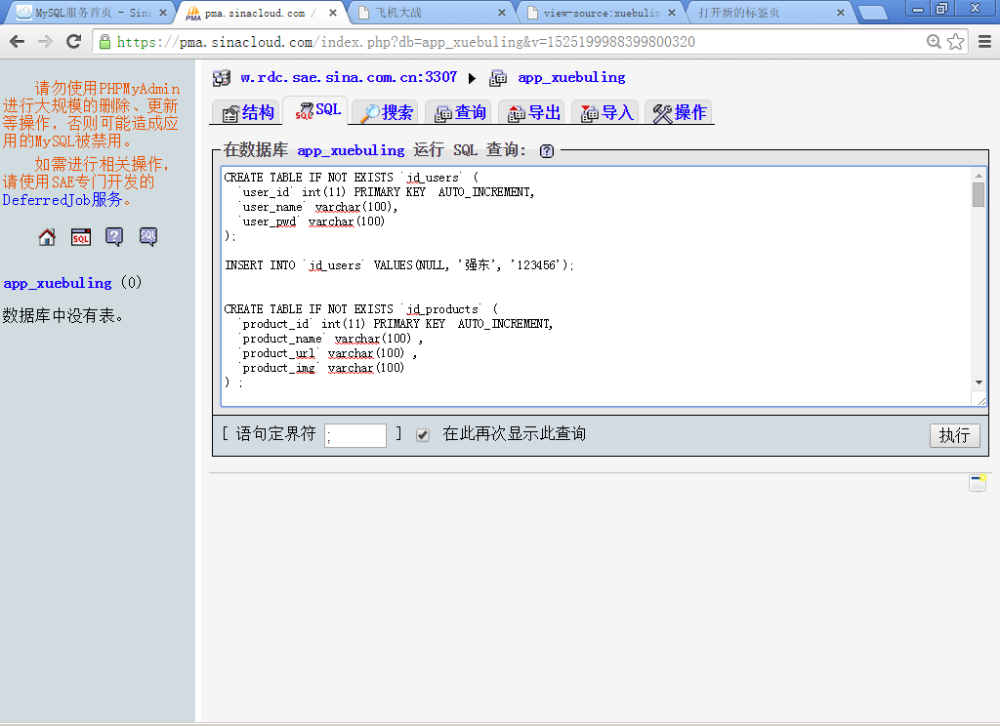 MySQL服务首页 - Sina
pma.sinacloud.com /
飞机大战
view-source:xuebulin
打开新的标签页
https://pma.sinacloud.com/index.php?db=app_xuebuling&v=1525199988399800320
请勿使用PHPMyAdmin
进行大规模的删除、更新
等操作，否则可能造成应
用的MySQL被禁用。
如需进行相关操作，
请使用SAE专门开发的
DeferredJob服务。
SQL
SQL
app_xuebuling (0)
数据库中没有表。
w.rdc.sae.sina.com.cn:3307 ▶ app_xuebuling
结构 SQL 搜索 查询 导出 导入 操作
在数据库 app_xuebuling 运行 SQL 查询:
CREATE TABLE IF NOT EXISTS `jd_users` (
`user_id` int(11) PRIMARY KEY  AUTO_INCREMENT,
`user_name` varchar(100),
`user_pwd` varchar(100)
);
INSERT INTO `jd_users` VALUES(NULL, '强东', '123456');
CREATE TABLE IF NOT EXISTS `jd_products` (
`product_id` int(11) PRIMARY KEY  AUTO_INCREMENT,
`product_name` varchar(100) ,
`product_url` varchar(100) ,
`product_img` varchar(100)
) ;
[ 语句定界符 ; ] 在此再次显示此查询 执行